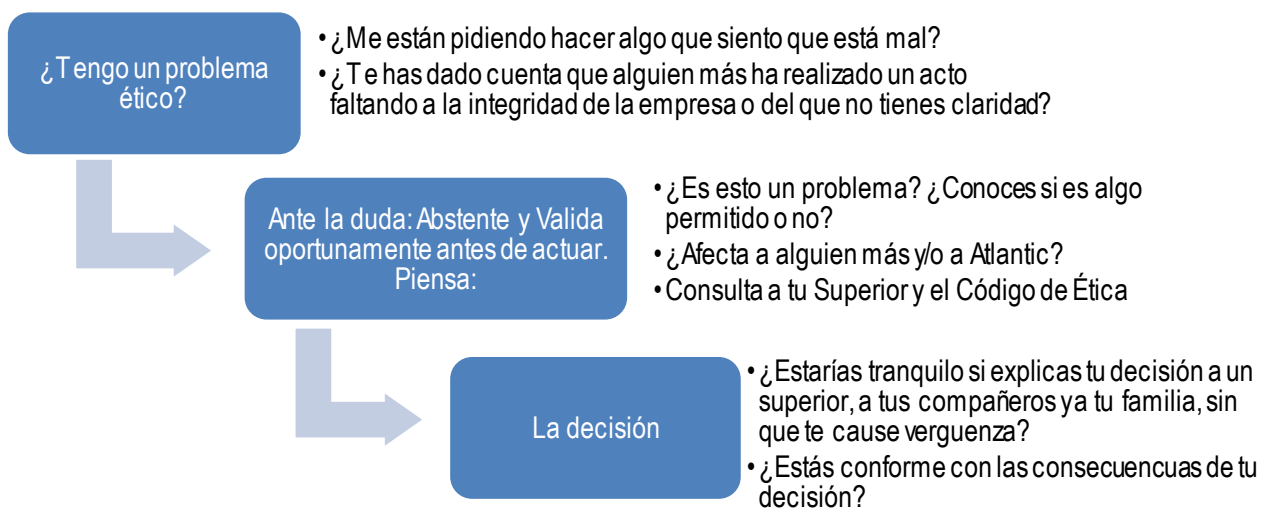 ¿Tengo un problema
ético?
• ¿Me están pidiendo hacer algo que siento que está mal?
• ¿Te has dado cuenta que alguien más ha realizado un acto
faltando a la integridad de la empresa o del que no tienes claridad?
Ante la duda: Abstente y Valida
oportunamente antes de actuar.
Piensa:
• ¿Es esto un problema? ¿Conoces si es algo
permitido o no?
• ¿Afecta a alguien más y/o a Atlantic?
• Consulta a tu Superior y el Código de Ética
La decisión
• ¿Estarías tranquilo si explicas tu decisión a un
superior, a tus compañeros y a tu familia, sin
que te cause verguenza?
• ¿Estás conforme con las consecuencuas de tu
decisión?